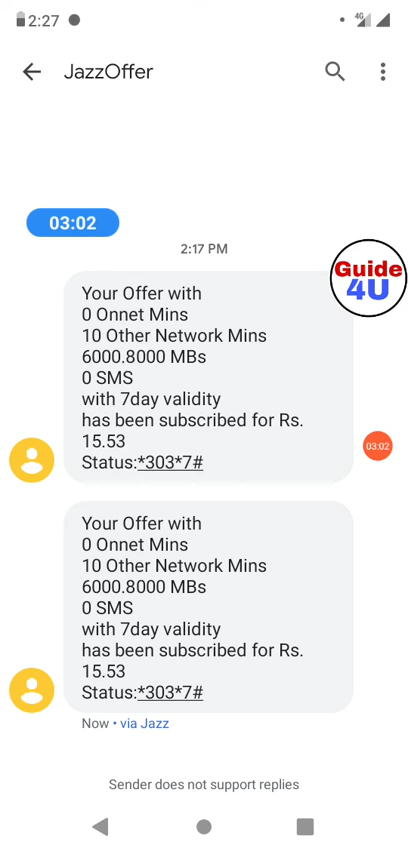 2:27
4G
JazzOffer
03:02
2:17 PM
Guide
4U
Your Offer with
0 Onnet Mins
10 Other Network Mins
6000.8000 MBs
0 SMS
with 7day validity
has been subscribed for Rs.
15.53
Status:*303*7#
03:02
Your Offer with
0 Onnet Mins
10 Other Network Mins
6000.8000 MBs
0 SMS
with 7day validity
has been subscribed for Rs.
15.53
Status:*303*7#
Now • via Jazz
Sender does not support replies